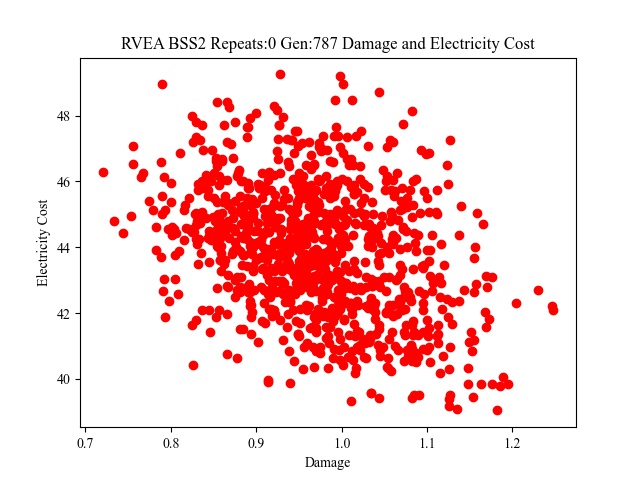 RVEA BSS2 Repeats:0 Gen:787 Damage and Electricity Cost
48
46
44
42
40
Electricity Cost
0.7 0.8 0.9 1.0 1.1 1.2
Damage